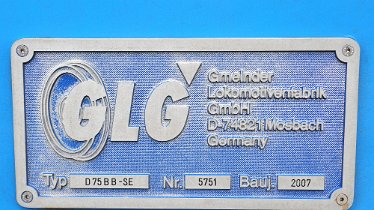 GLG
Gmeinder
Lokomotivenfabrik
GmbH
D-74821 Mosbach
Germany
Typ D75BB-SE Nr. 5751 Bauj. 2007